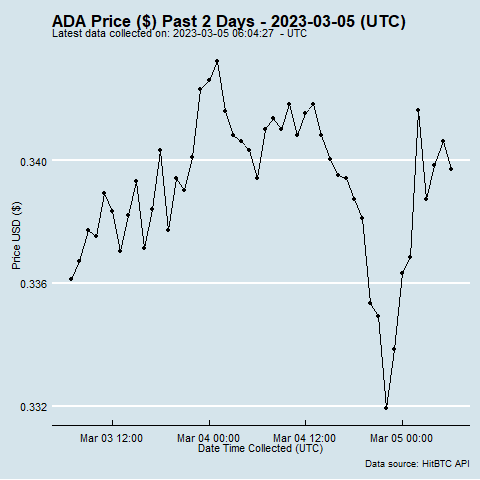 ADA Price ($) Past 2 Days - 2023-03-05 (UTC)
Latest data collected on: 2023-03-05 06:04:27 - UTC
0.340
0.336
0.332
Price USD ($)
Mar 03 12:00 Mar 04 00:00 Mar 04 12:00 Mar 05 00:00
Date Time Collected (UTC)
Data source: HitBTC API